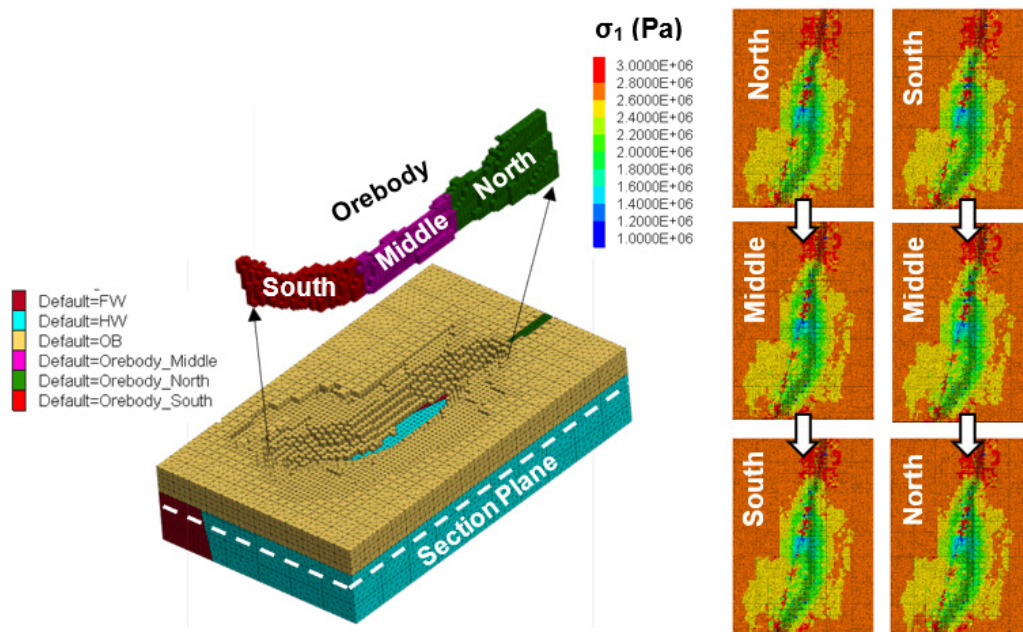 σ₁ (Pa)
3.0000E+06
2.8000E+06
2.6000E+06
2.4000E+06
2.2000E+06
2.0000E+06
1.8000E+06
1.6000E+06
1.4000E+06
1.2000E+06
1.0000E+06
Orebody
North
Middle
South
Default=FW
Default=HW
Default=OB
Default=Orebody_Middle
Default=Orebody_North
Default=Orebody_South
Section Plane
North
South
Middle
Middle
South
North